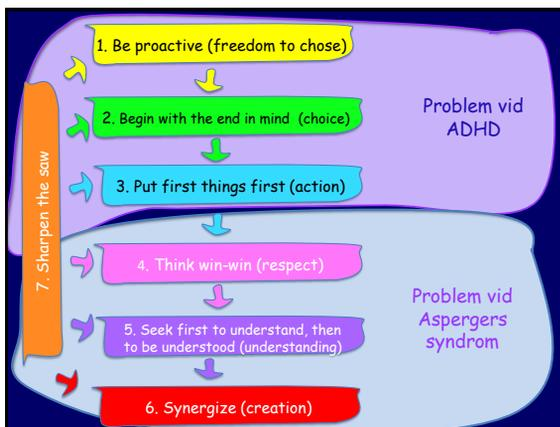 1. Be proactive (freedom to chose)
2. Begin with the end in mind (choice)
3. Put first things first (action)
Problem vid
ADHD
7. Sharpen the saw
4. Think win-win (respect)
5. Seek first to understand, then
to be understood (understanding)
6. Synergize (creation)
Problem vid
Aspergers
syndrom